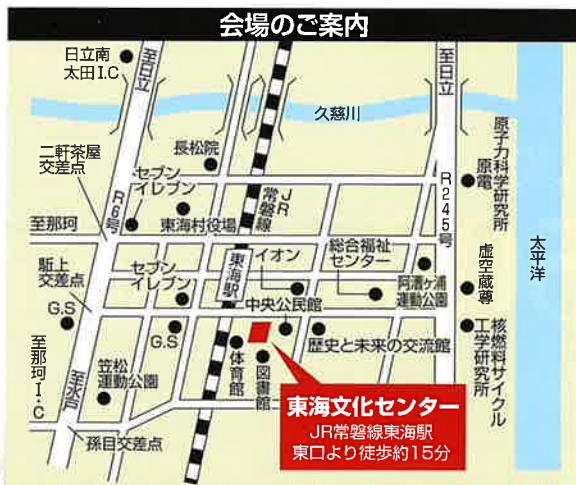 会場のご案内
日立南
太田I.C
至日立
至日立
久慈川
長松院
二軒茶屋
交差点
セブン
イレブン
R6号
JR
常磐線
R245号
原子力科学研究所
原電
東海村役場
至那珂
太平洋
総合福祉
センター
イオン
東海駅
阿漕ヶ浦
運動公園
虚空蔵尊
駈上
交差点
セブン
イレブン
中央公民館
G.S
G.S
歴史と未来の交流館
核燃料サイクル
工学研究所
体育館
図書館
至那珂I・C
笠松
運動公園
至水戸
孫目交差点
東海文化センター
JR常磐線東海駅
東口より徒歩約15分